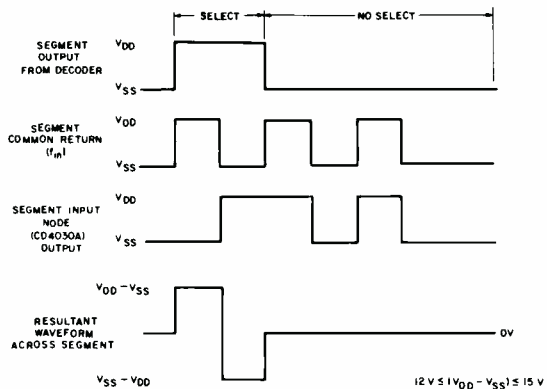 SELECT
NO SELECT
SEGMENT
OUTPUT
FROM DECODER
VDD
VSS
SEGMENT
COMMON RETURN
(fin)
VDD
VSS
SEGMENT INPUT
NODE
(CD4030A)
OUTPUT
VDD
VSS
RESULTANT
WAVEFORM
ACROSS SEGMENT
VDD – VSS
0V
VSS – VDD
12 V ≤ (VDD – VSS) ≤ 15 V